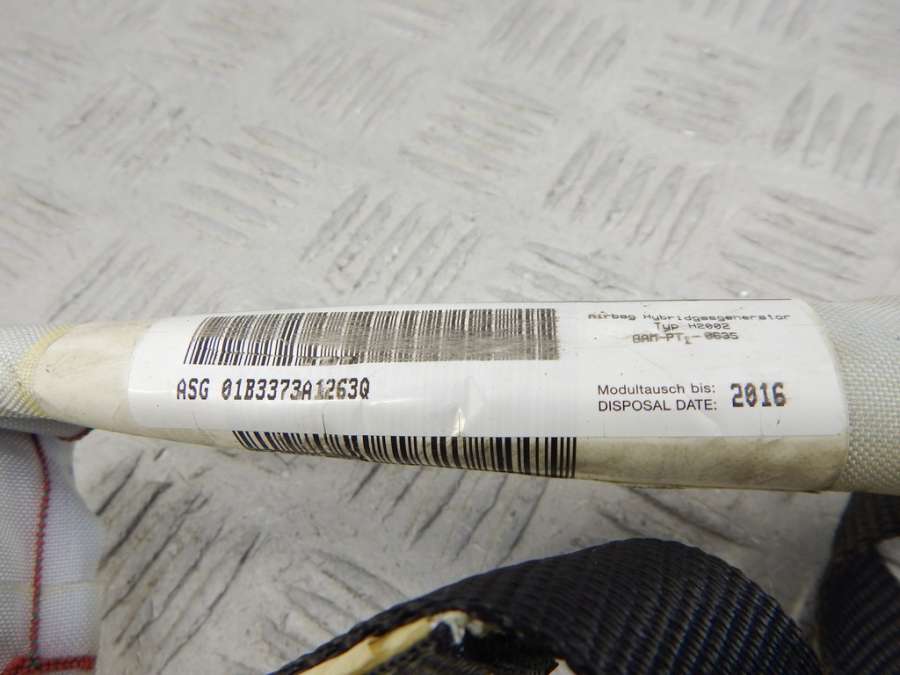 Airbag Hybridgasgenerator
Typ H2002
BAM-PT₁-0635
ASG 01B3373A1263Q
Modultausch bis: 2016
DISPOSAL DATE: